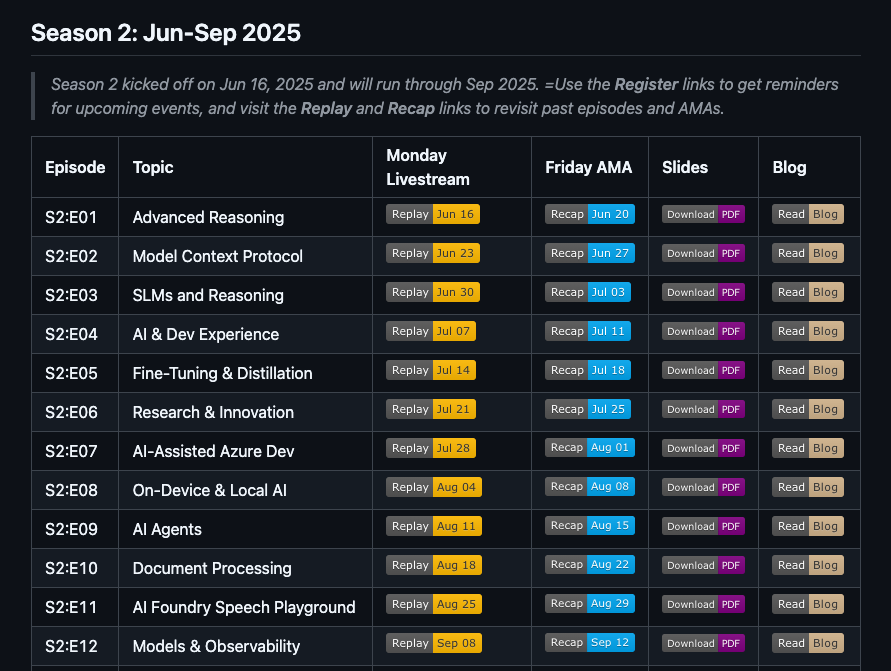 Season 2: Jun-Sep 2025
Season 2 kicked off on Jun 16, 2025 and will run through Sep 2025. =Use the Register links to get reminders
for upcoming events, and visit the Replay and Recap links to revisit past episodes and AMAs.
Episode Topic Monday Livestream Friday AMA Slides Blog
S2:E01 Advanced Reasoning Replay Jun 16 Recap Jun 20 Download PDF Read Blog
S2:E02 Model Context Protocol Replay Jun 23 Recap Jun 27 Download PDF Read Blog
S2:E03 SLMs and Reasoning Replay Jun 30 Recap Jul 03 Download PDF Read Blog
S2:E04 AI & Dev Experience Replay Jul 07 Recap Jul 11 Download PDF Read Blog
S2:E05 Fine-Tuning & Distillation Replay Jul 14 Recap Jul 18 Download PDF Read Blog
S2:E06 Research & Innovation Replay Jul 21 Recap Jul 25 Download PDF Read Blog
S2:E07 AI-Assisted Azure Dev Replay Jul 28 Recap Aug 01 Download PDF Read Blog
S2:E08 On-Device & Local AI Replay Aug 04 Recap Aug 08 Download PDF Read Blog
S2:E09 AI Agents Replay Aug 11 Recap Aug 15 Download PDF Read Blog
S2:E10 Document Processing Replay Aug 18 Recap Aug 22 Download PDF Read Blog
S2:E11 AI Foundry Speech Playground Replay Aug 25 Recap Aug 29 Download PDF Read Blog
S2:E12 Models & Observability Replay Sep 08 Recap Sep 12 Download PDF Read Blog